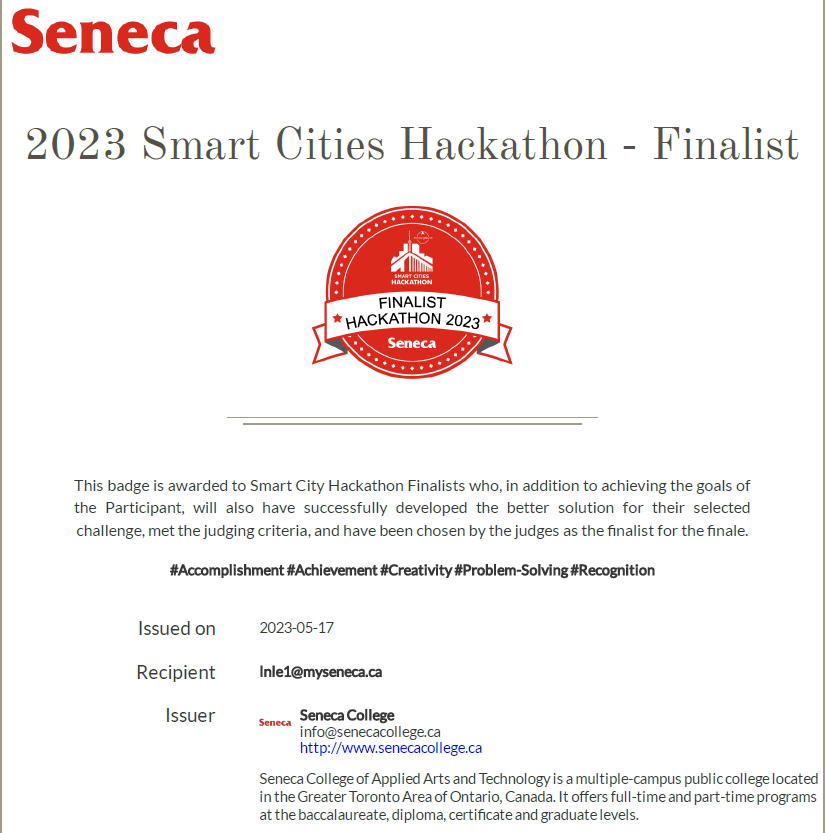 Seneca
2023 Smart Cities Hackathon - Finalist
SMART CITIES
HACKATHON
FINALIST
HACKATHON 2023
Seneca
This badge is awarded to Smart City Hackathon Finalists who, in addition to achieving the goals of
the Participant, will also have successfully developed the better solution for their selected
challenge, met the judging criteria, and have been chosen by the judges as the finalist for the finale.
#Accomplishment #Achievement #Creativity #Problem-Solving #Recognition
Issued on 2023-05-17
Recipient lnle1@myseneca.ca
Issuer Seneca Seneca College
info@senecacollege.ca
http://www.senecacollege.ca
Seneca College of Applied Arts and Technology is a multiple-campus public college located
in the Greater Toronto Area of Ontario, Canada. It offers full-time and part-time programs
at the baccalaureate, diploma, certificate and graduate levels.